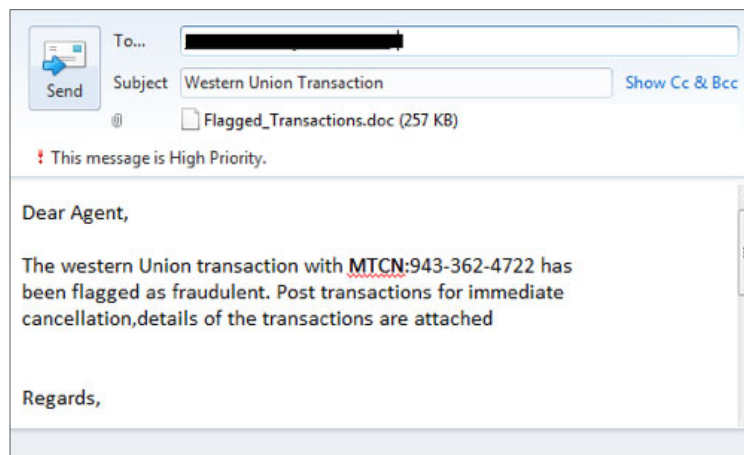 To...
Send
Subject Western Union Transaction Show Cc & Bcc
Flagged_Transactions.doc (257 KB)
! This message is High Priority.
Dear Agent,
The western Union transaction with MTCN:943-362-4722 has
been flagged as fraudulent. Post transactions for immediate
cancellation,details of the transactions are attached
Regards,